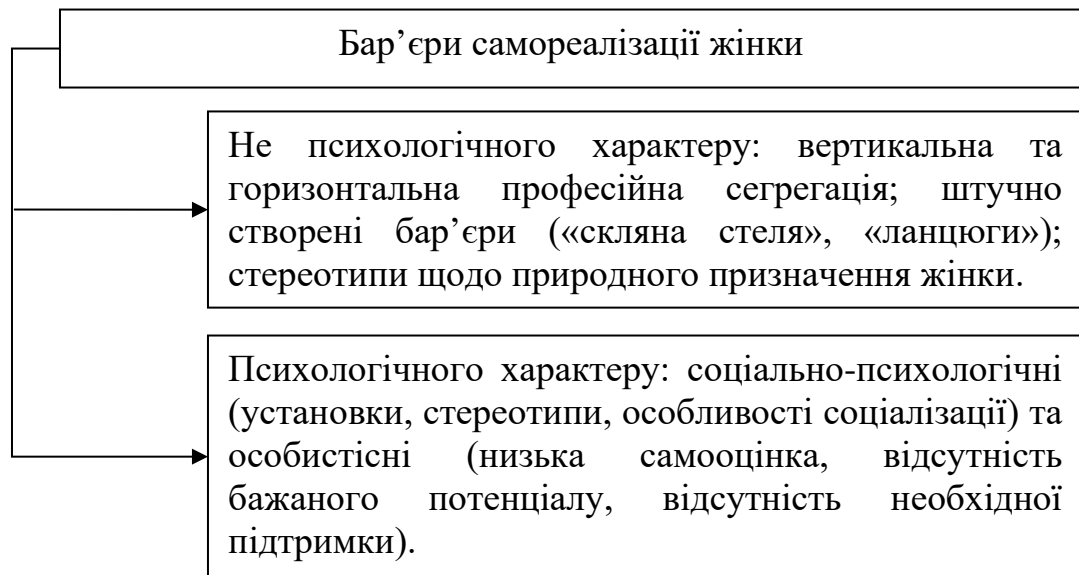 Бар’єри самореалізації жінки
Не психологічного характеру: вертикальна та
горизонтальна професійна сегрегація; штучно
створені бар’єри («скляна стеля», «ланцюги»);
стереотипи щодо природного призначення жінки.
Психологічного характеру: соціально-психологічні
(установки, стереотипи, особливості соціалізації) та
особистісні (низька самооцінка, відсутність
бажаного потенціалу, відсутність необхідної
підтримки).